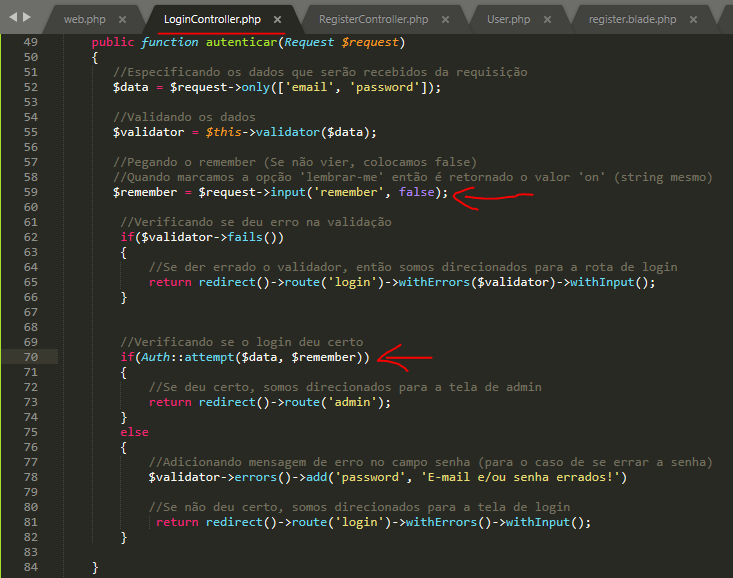 web.php × LoginController.php × RegisterController.php × User.php × register.blade.php ×
49 public function autenticar(Request $request)
50 {
51 //Especificando os dados que serão recebidos da requisição
52 $data = $request->only(['email', 'password']);
53
54 //Validando os dados
55 $validator = $this->validator($data);
56
57 //Pegando o remember (Se não vier, colocamos false)
58 //Quando marcamos a opção 'lembrar-me' então é retornado o valor 'on' (string mesmo)
59 $remember = $request->input('remember', false);
60
61 //Verificando se deu erro na validação
62 if($validator->fails())
63 {
64 //Se der errado o validador, então somos direcionados para a rota de login
65 return redirect()->route('login')->withErrors($validator)->withInput();
66 }
67
68
69 //Verificando se o login deu certo
70 if(Auth::attempt($data, $remember))
71 {
72 //Se deu certo, somos direcionados para a tela de admin
73 return redirect()->route('admin');
74 }
75 else
76 {
77 //Adicionando mensagem de erro no campo senha (para o caso de se errar a senha)
78 $validator->errors()->add('password', 'E-mail e/ou senha errados!')
79
80 //Se não deu certo, somos direcionados para a tela de login
81 return redirect()->route('login')->withErrors()->withInput();
82 }
83
84 }